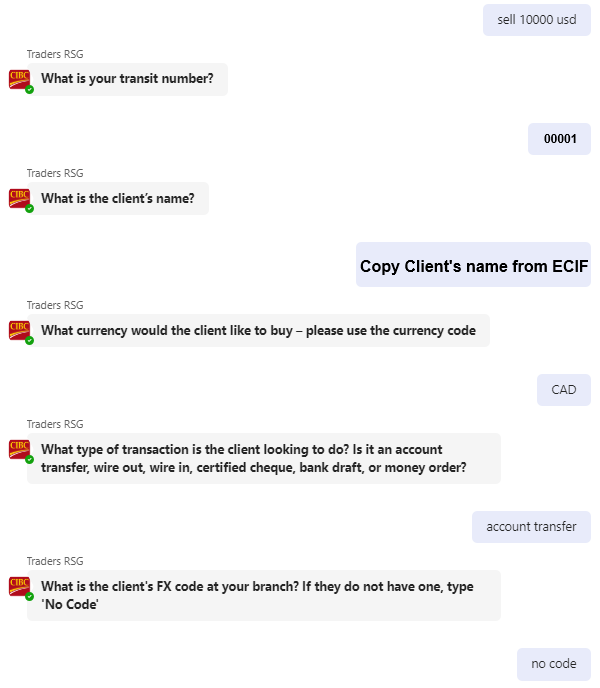 sell 10000 usd
Traders RSG
CIBC
What is your transit number?
00001
Traders RSG
CIBC
What is the client’s name?
Copy Client's name from ECIF
Traders RSG
CIBC
What currency would the client like to buy – please use the currency code
CAD
Traders RSG
CIBC
What type of transaction is the client looking to do? Is it an account
transfer, wire out, wire in, certified cheque, bank draft, or money order?
account transfer
Traders RSG
CIBC
What is the client's FX code at your branch? If they do not have one, type
'No Code'
no code